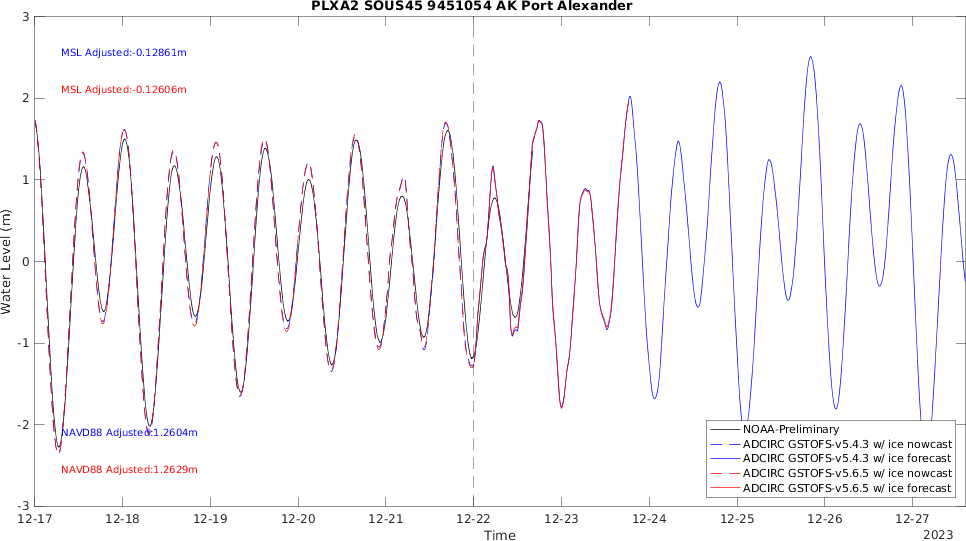 PLXA2 SOUS45 9451054 AK Port Alexander
3
2
1
0
-1
-2
-3
Water Level (m)
MSL Adjusted:-0.12861m
MSL Adjusted:-0.12606m
NAVD88 Adjusted:1.2604m
NAVD88 Adjusted:1.2629m
NOAA-Preliminary
ADCIRC GSTOFS-v5.4.3 w/ ice nowcast
ADCIRC GSTOFS-v5.4.3 w/ ice forecast
ADCIRC GSTOFS-v5.6.5 w/ ice nowcast
ADCIRC GSTOFS-v5.6.5 w/ ice forecast
12-17 12-18 12-19 12-20 12-21 12-22 12-23 12-24 12-25 12-26 12-27
Time
2023